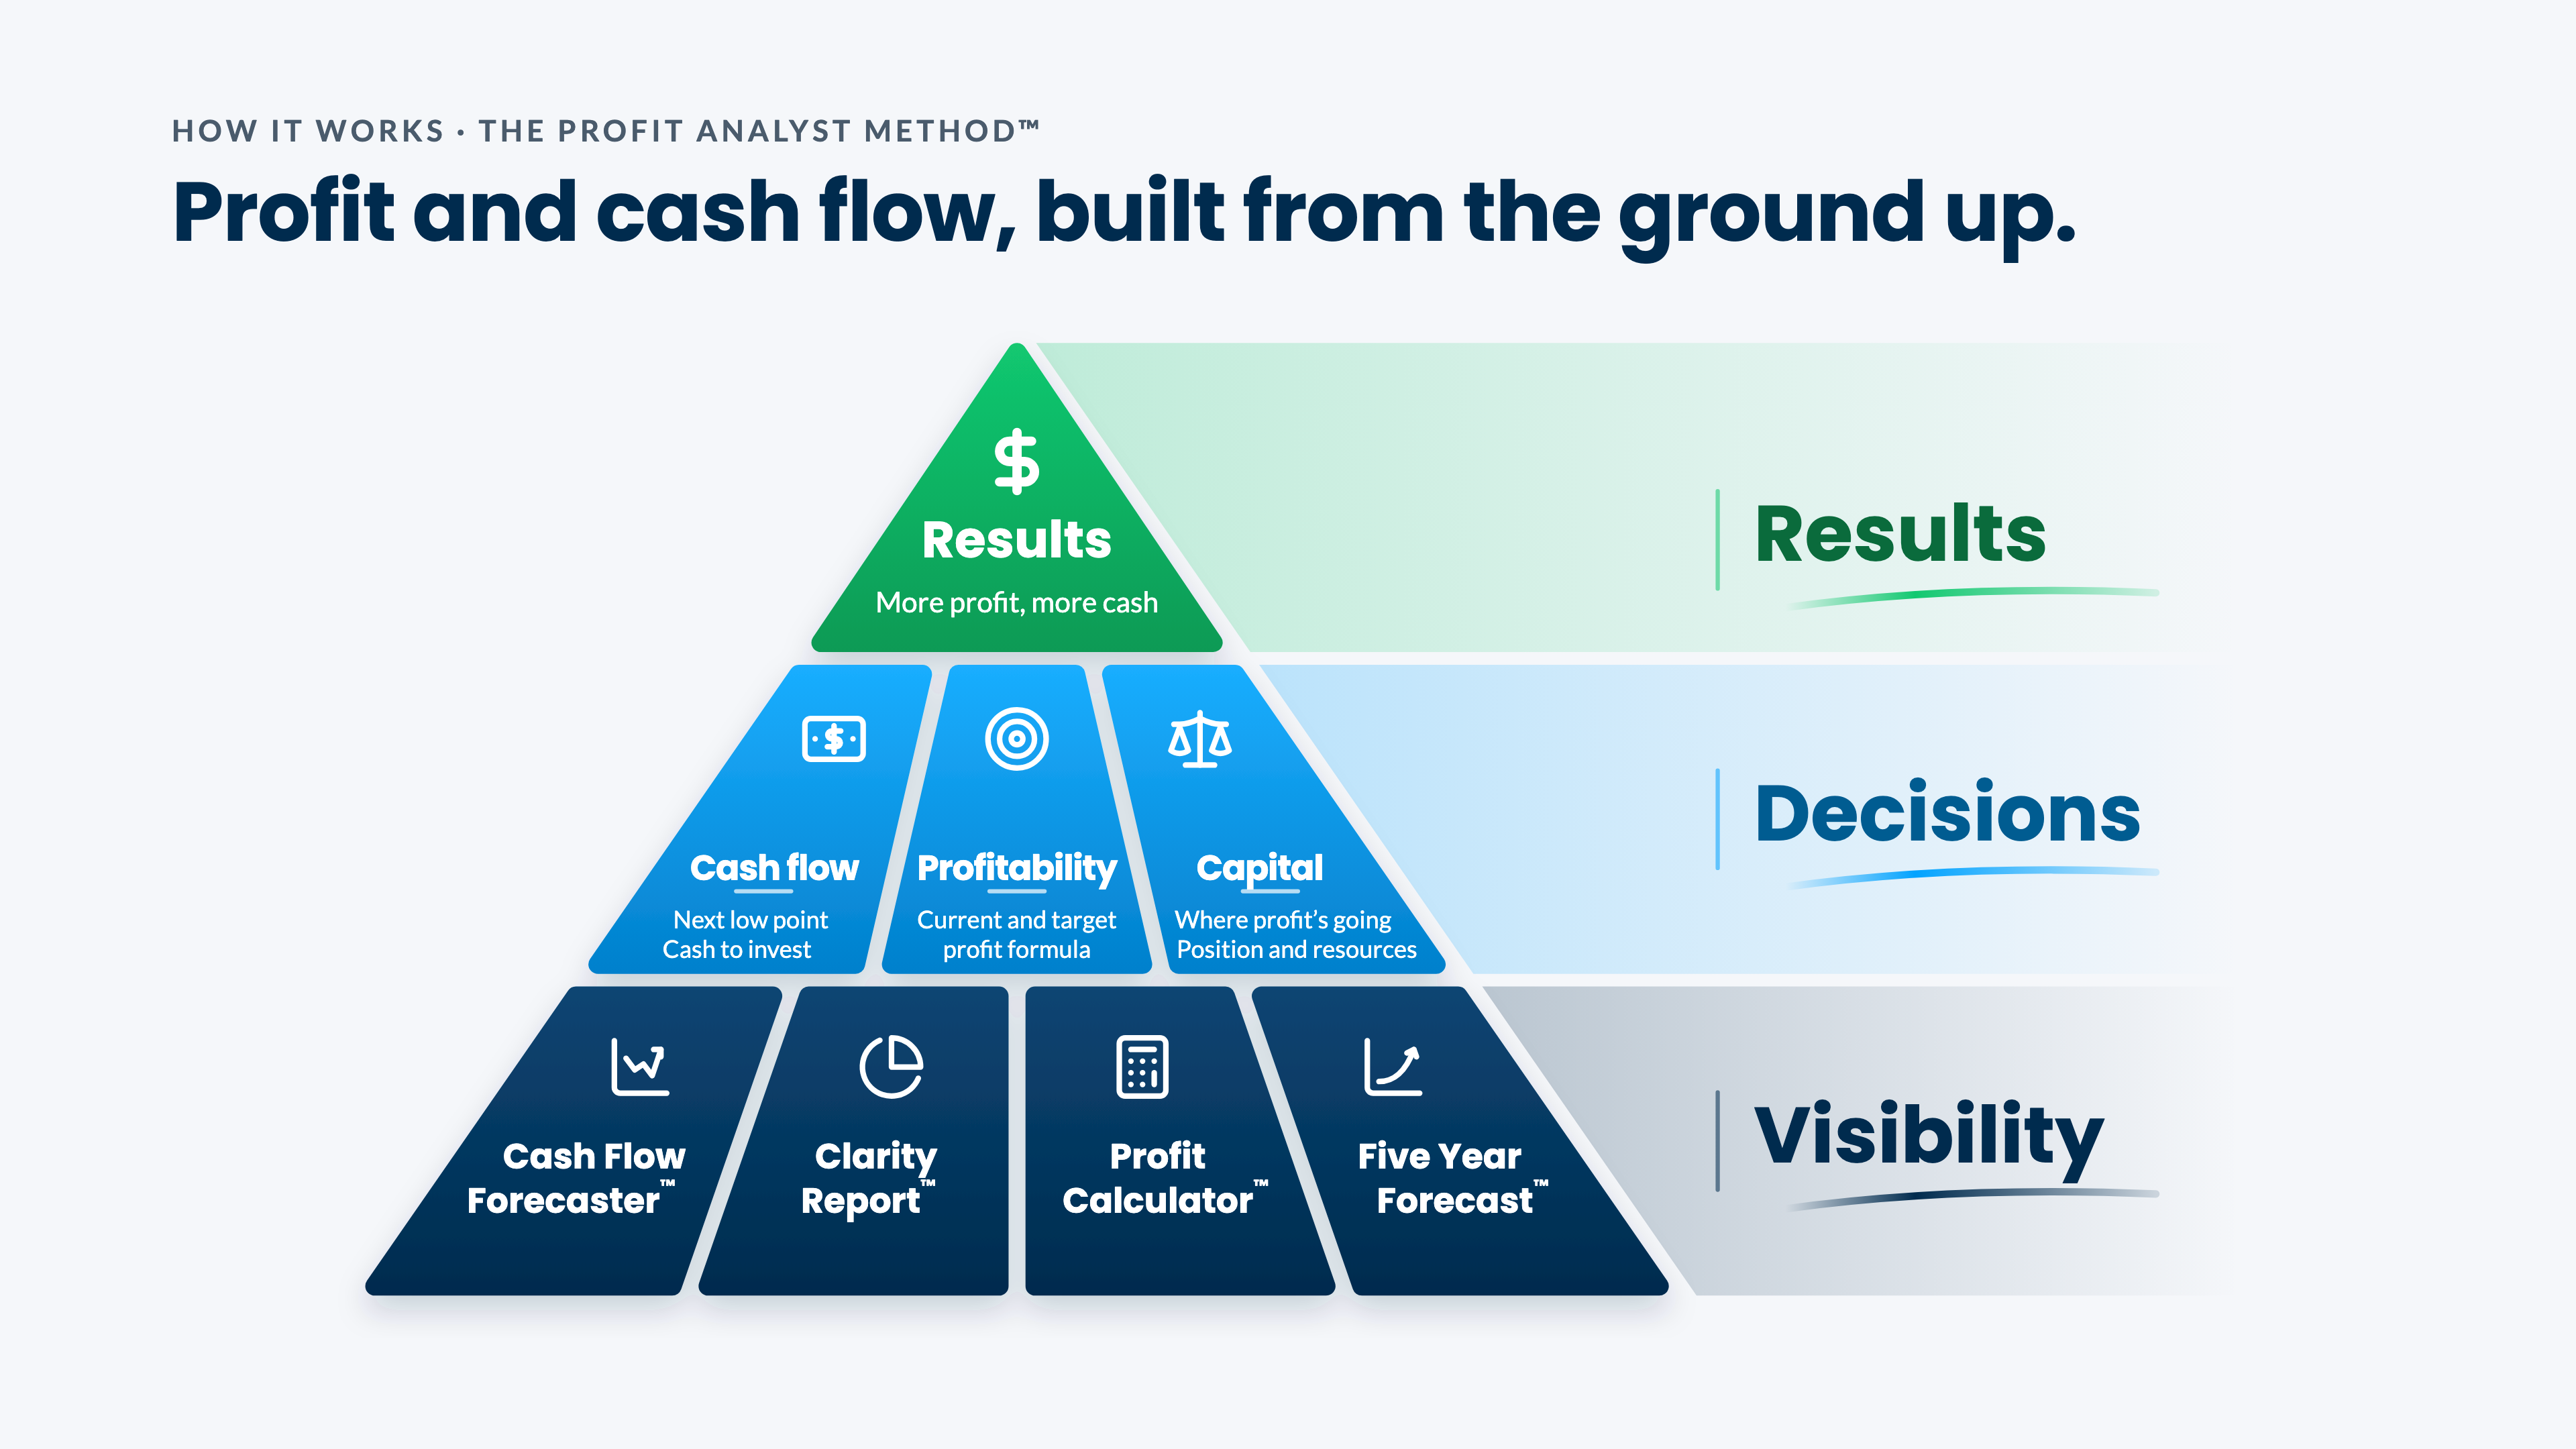 HOW IT WORKS · THE PROFIT ANALYST METHOD™
Profit and cash flow, built from the ground up.
$
Results
More profit, more cash
Results
$
Cash flow
Next low point
Cash to invest
Profitability
Current and target
profit formula
Capital
Where profit’s going
Position and resources
Decisions
Cash Flow
Forecaster™
Clarity
Report™
Profit
Calculator™
Five Year
Forecast™
Visibility